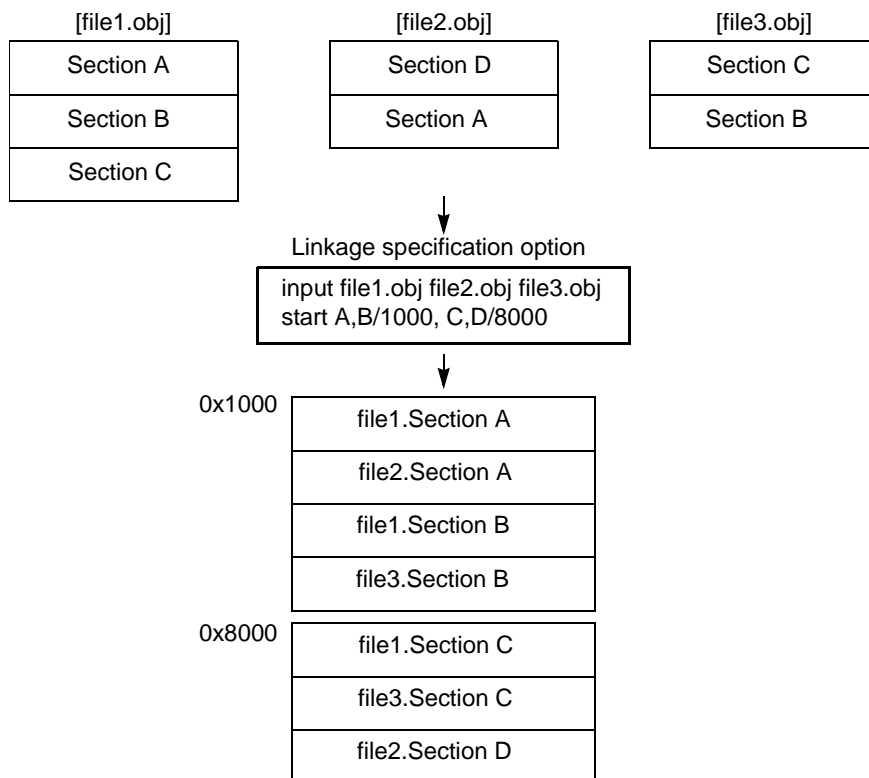 [file1.obj]
Section A
Section B
Section C
[file2.obj]
Section D
Section A
[file3.obj]
Section C
Section B
Linkage specification option
input file1.obj file2.obj file3.obj
start A,B/1000, C,D/8000
0x1000
file1.Section A
file2.Section A
file1.Section B
file3.Section B
0x8000
file1.Section C
file3.Section C
file2.Section D